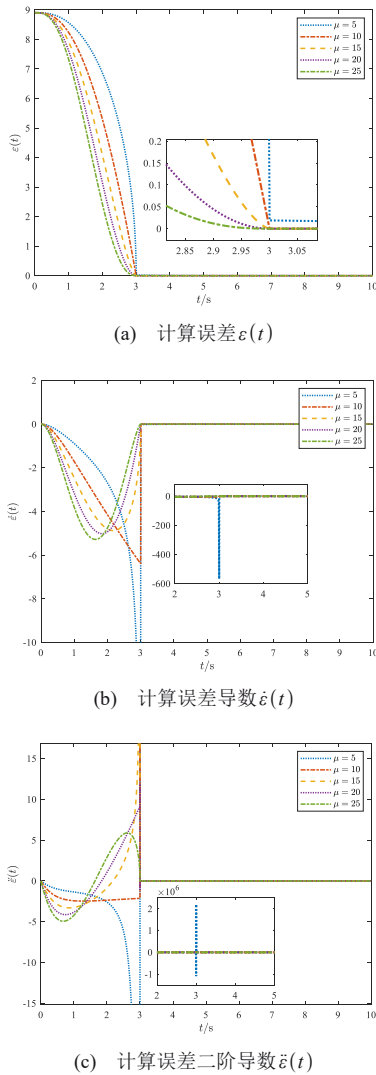 9
8
7
6
5
4
3
2
1
0
ε(t)
μ = 5
μ = 10
μ = 15
μ = 20
μ = 25
0.2
0.15
0.1
0.05
0
2.85 2.9 2.95 3 3.05
0 1 2 3 4 5 6 7 8 9 10
t/s
(a) 计算误差ε(t)
2
0
-2
-4
-6
-8
-10
ε̇(t)
μ = 5
μ = 10
μ = 15
μ = 20
μ = 25
0
-200
-400
-600
2 3 4 5
0 1 2 3 4 5 6 7 8 9 10
t/s
(b) 计算误差导数ε̇(t)
15
10
5
0
-5
-10
-15
ε̈(t)
μ = 5
μ = 10
μ = 15
μ = 20
μ = 25
×10⁶
2
1
0
-1
2 3 4 5
0 1 2 3 4 5 6 7 8 9 10
t/s
(c) 计算误差二阶导数ε̈(t)